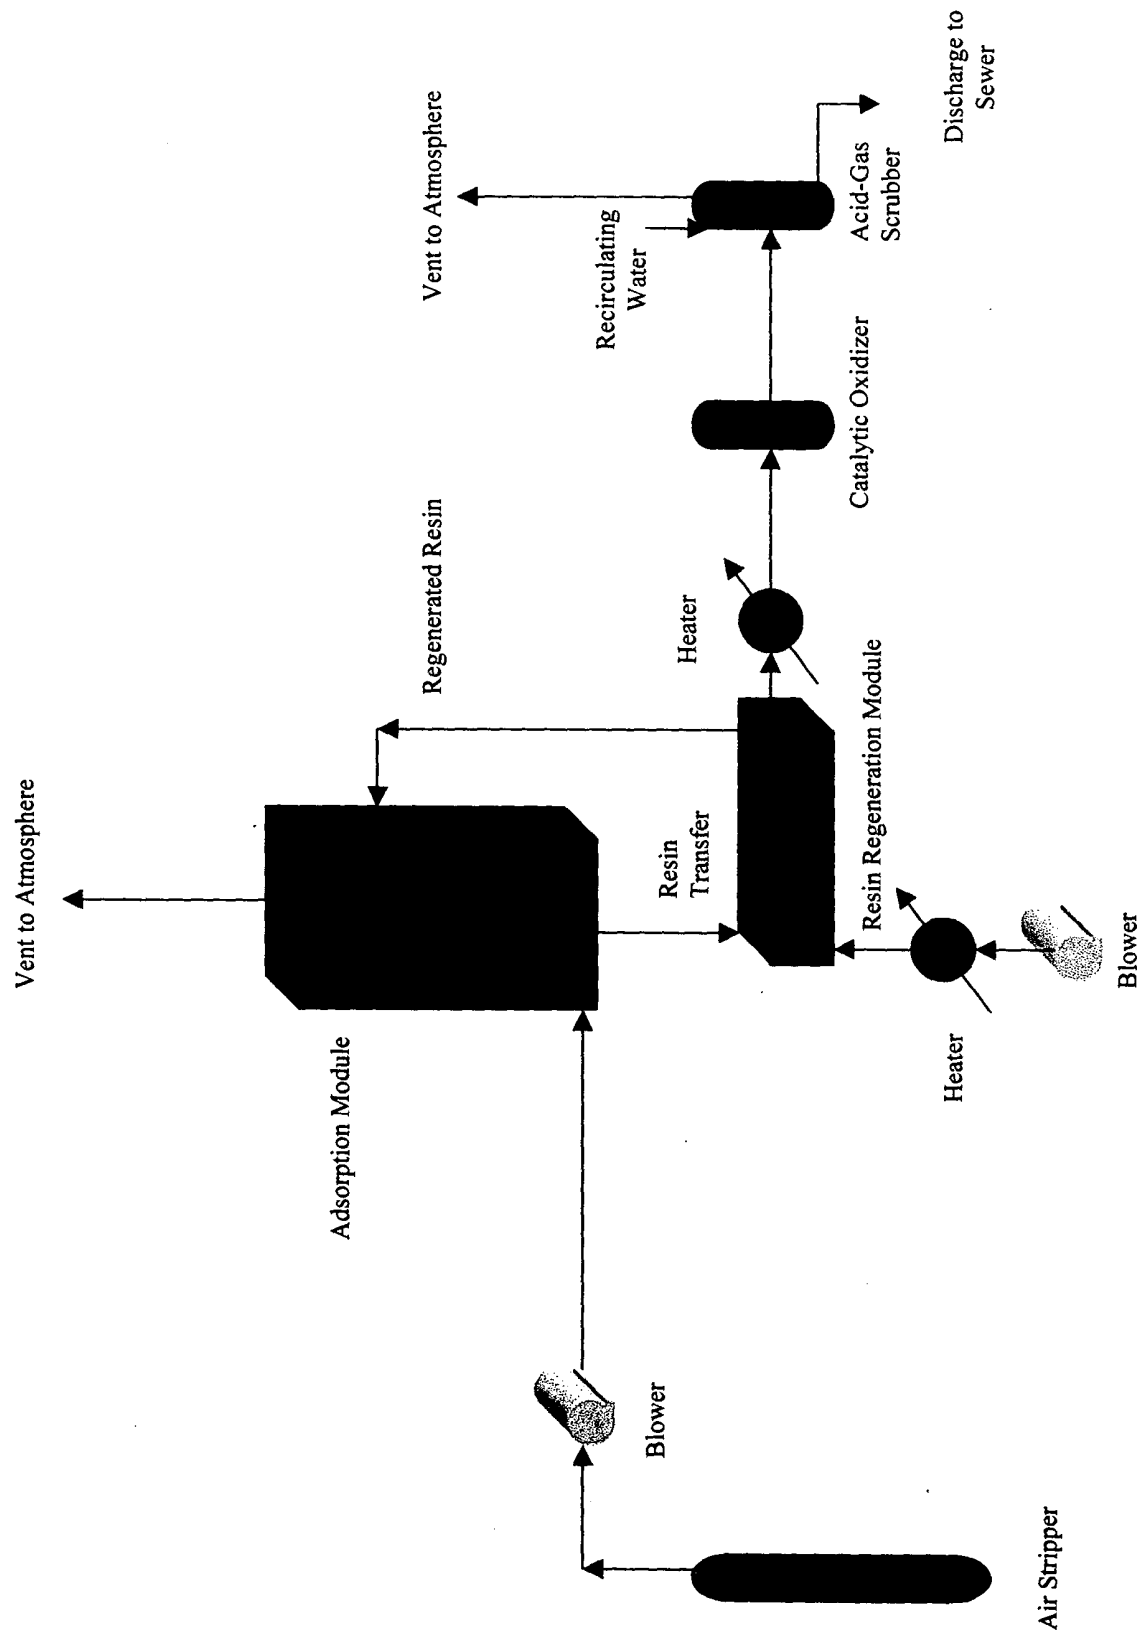 Vent to Atmosphere
Adsorption Module
Regenerated Resin
Vent to Atmosphere
Recirculating
Water
Resin
Transfer
Heater
Blower
Air Stripper
Resin Regeneration Module
Catalytic Oxidizer
Acid-Gas
Scrubber
Discharge to
Sewer
Heater
Blower